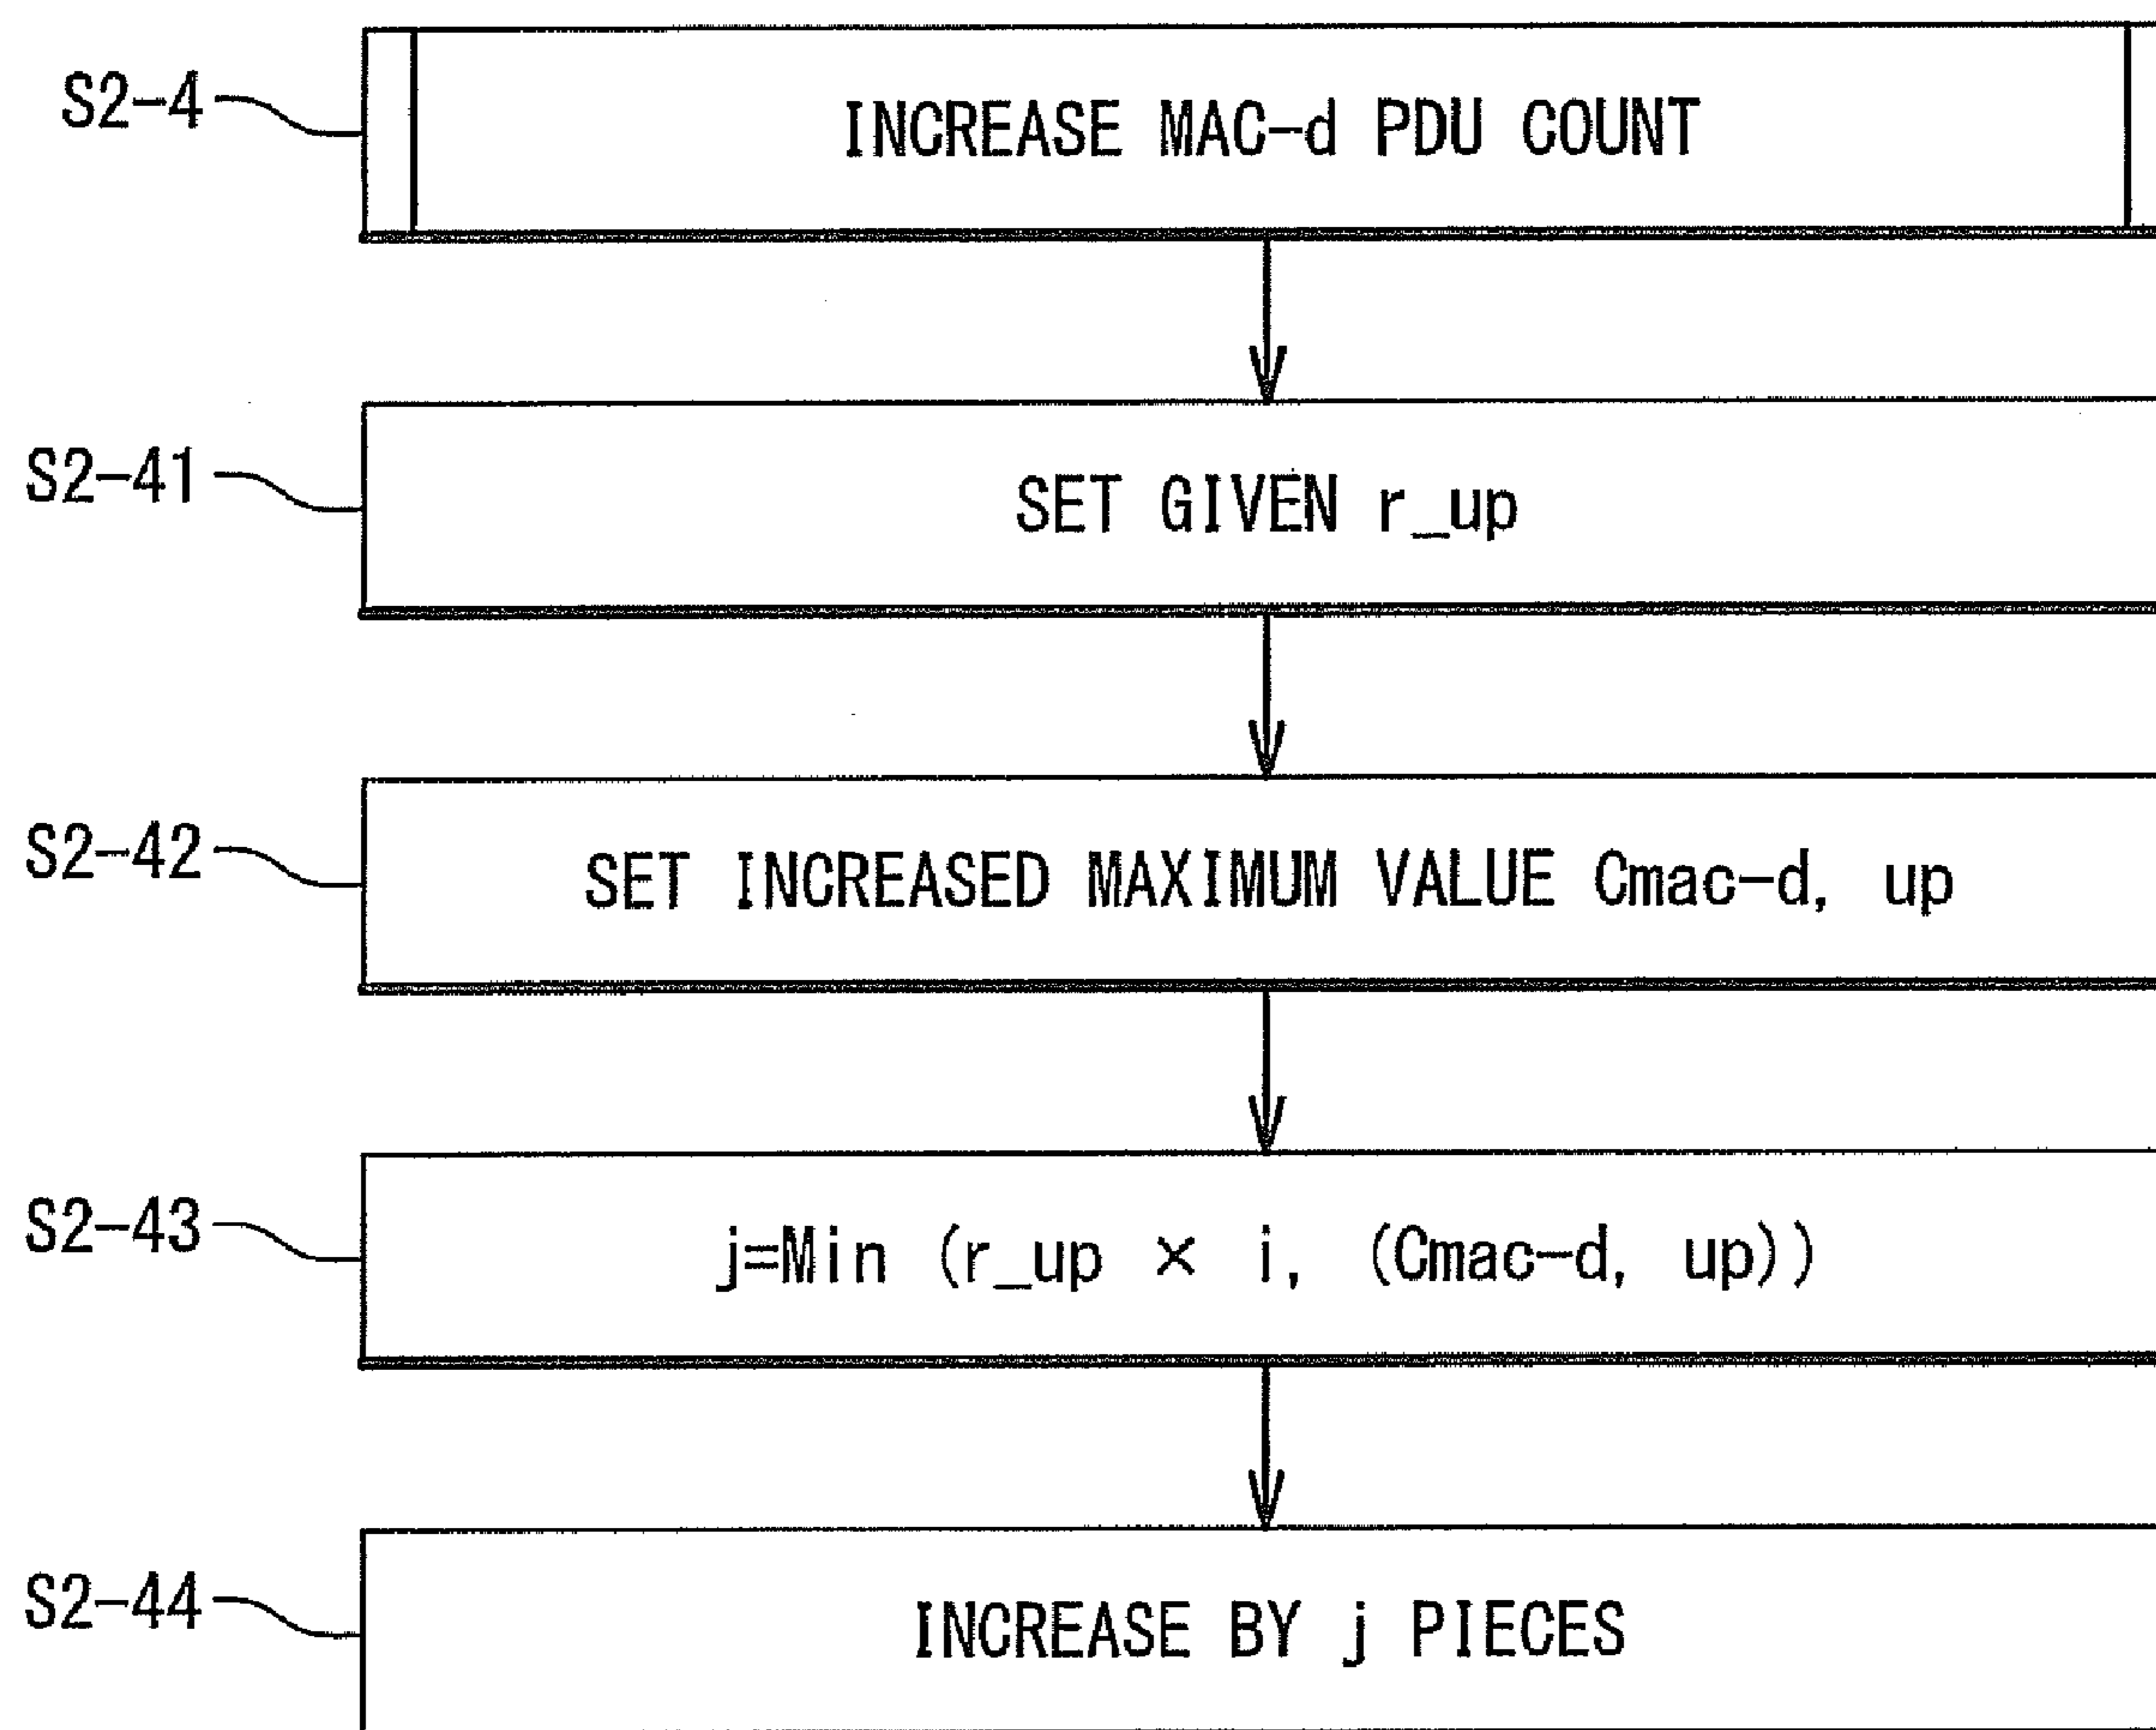 S2-4
INCREASE MAC-d PDU COUNT
S2-41
SET GIVEN r_up
S2-42
SET INCREASED MAXIMUM VALUE Cmac-d, up
S2-43
j=Min (r_up × i, (Cmac-d, up))
S2-44
INCREASE BY j PIECES